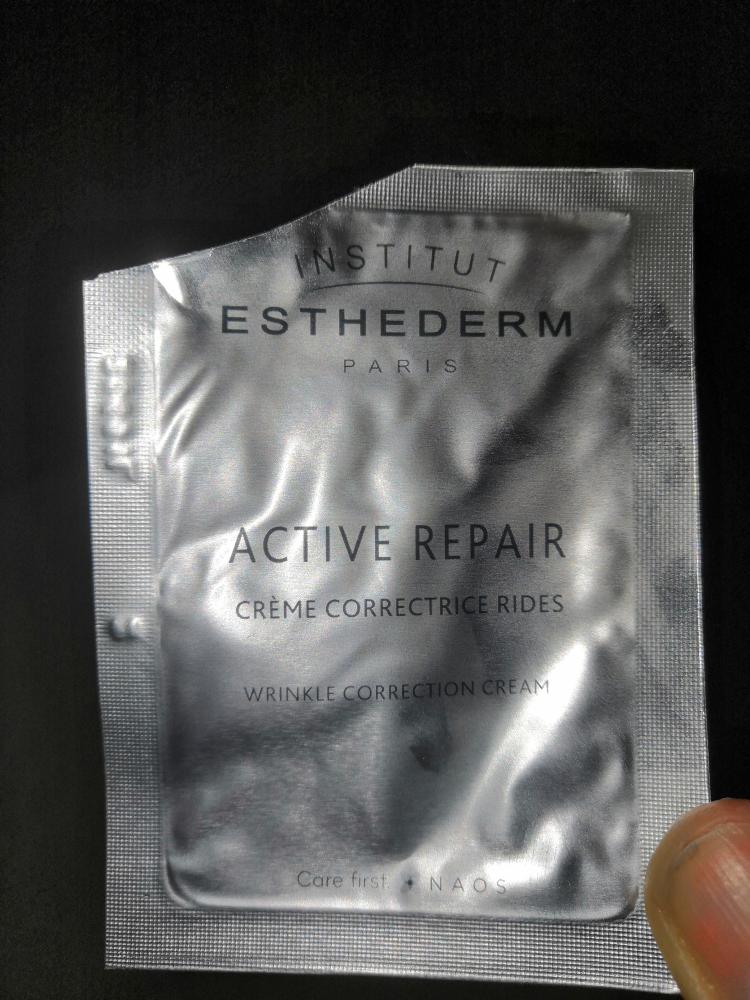 INSTITUT
ESTHEDERM
PARIS
ACTIVE REPAIR
CRÈME CORRECTRICE RIDES
WRINKLE CORRECTION CREAM
Care first. ✦ NAOS